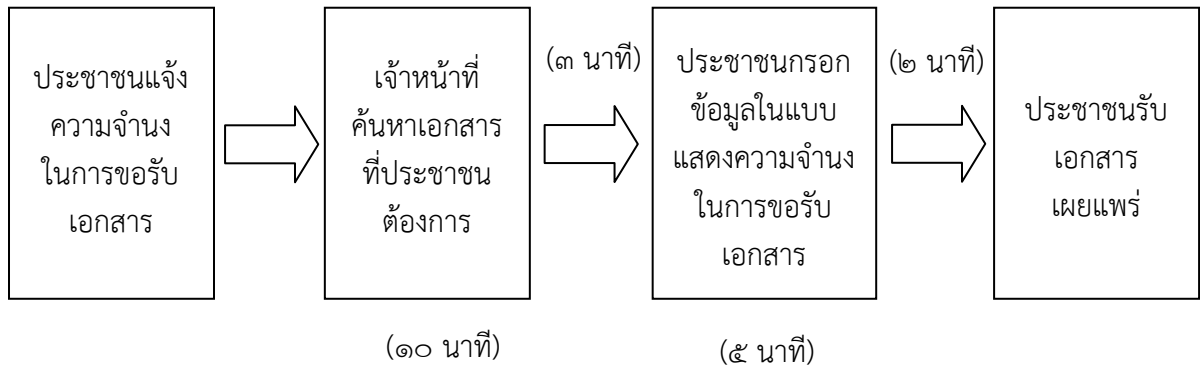 ประชาชนแจ้ง
ความจำนง
ในการขอรับ
เอกสาร
เจ้าหน้าที่
ค้นหาเอกสาร
ที่ประชาชน
ต้องการ
(๑๐ นาที)
(๓ นาที)
ประชาชนกรอก
ข้อมูลในแบบ
แสดงความจำนง
ในการขอรับ
เอกสาร
(๕ นาที)
(๒ นาที)
ประชาชนรับ
เอกสาร
เผยแพร่